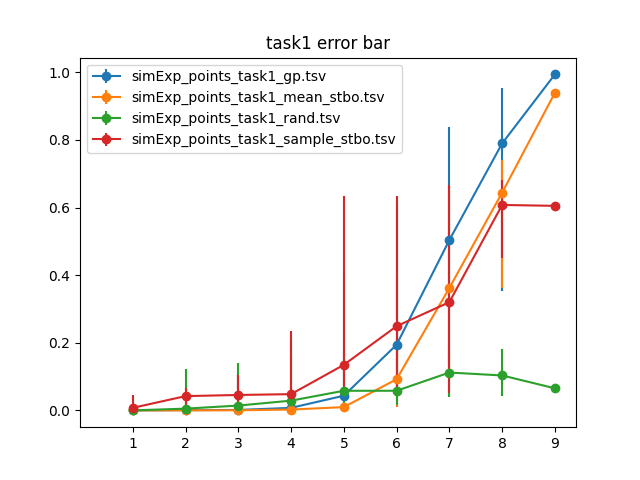 task1 error bar
simExp_points_task1_gp.tsv
simExp_points_task1_mean_stbo.tsv
simExp_points_task1_rand.tsv
simExp_points_task1_sample_stbo.tsv
1.0
0.8
0.6
0.4
0.2
0.0
1 2 3 4 5 6 7 8 9